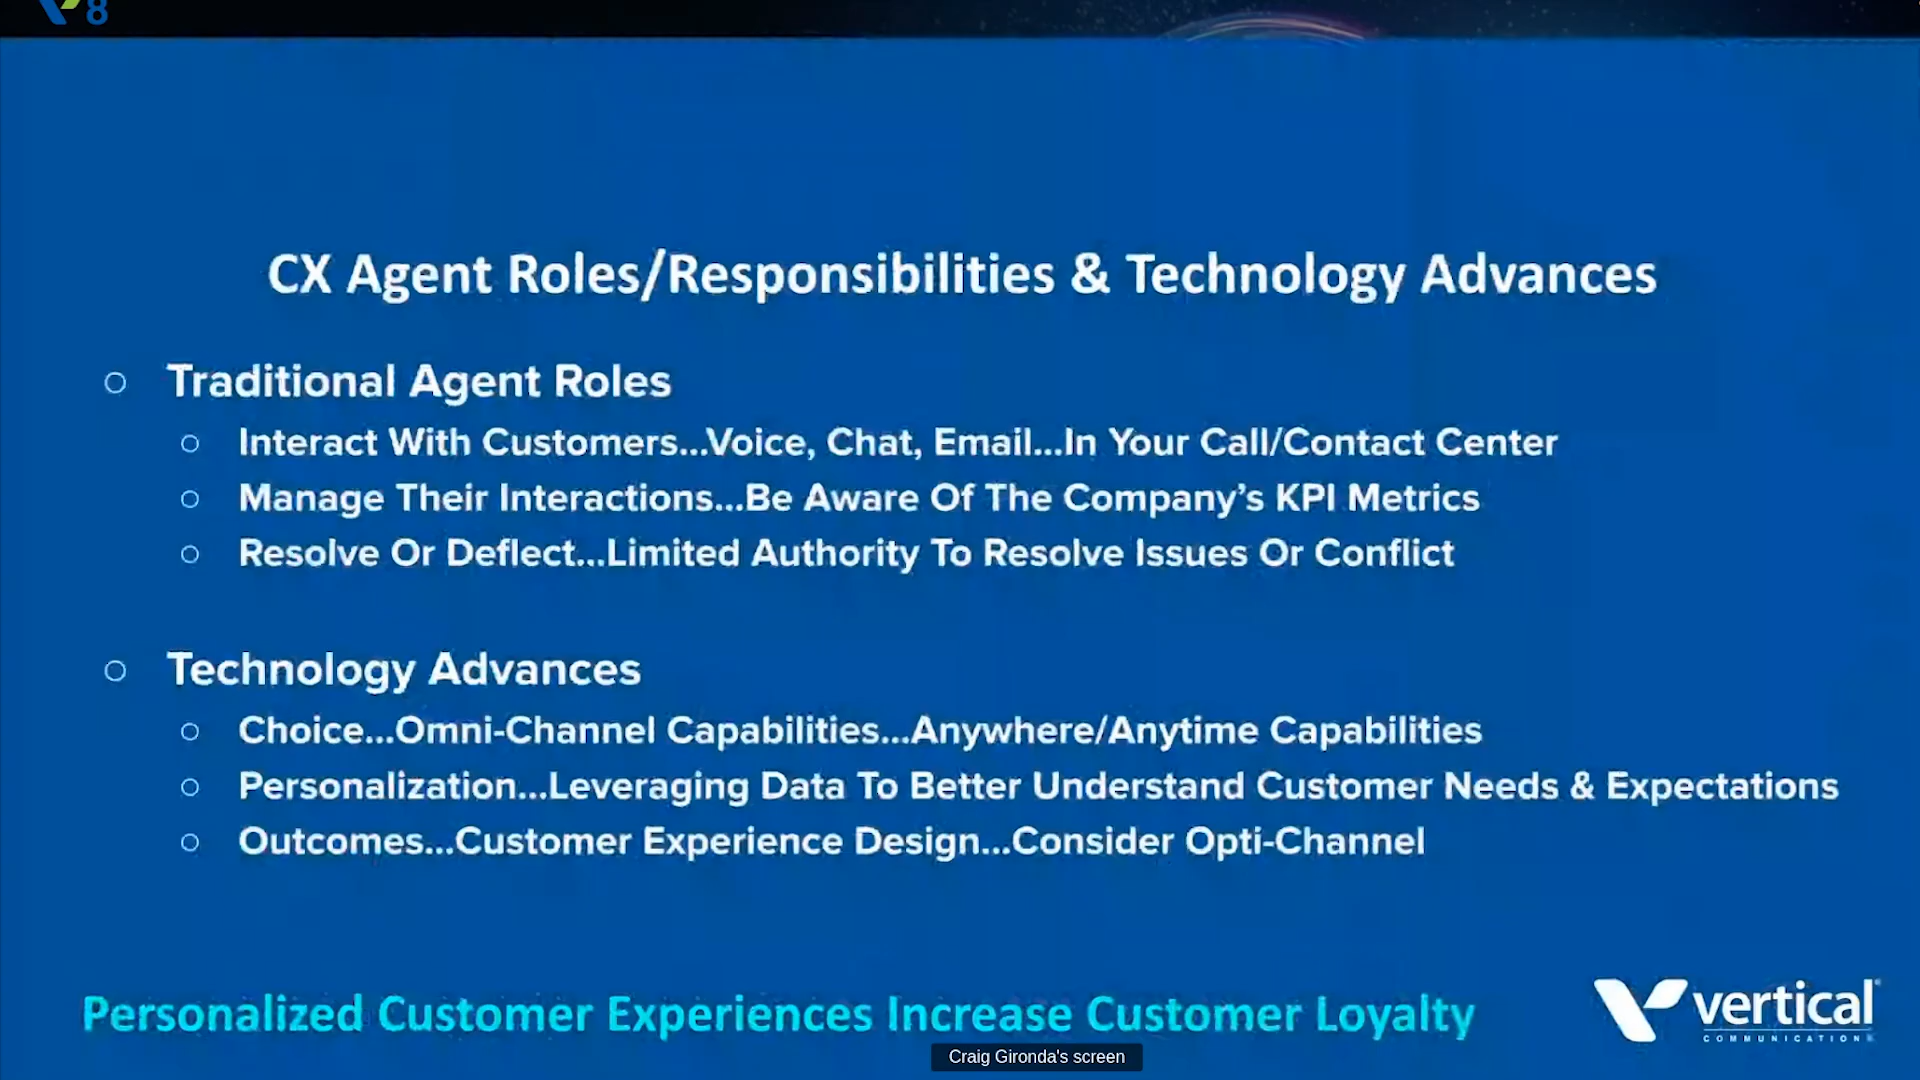 8
CX Agent Roles/Responsibilities & Technology Advances
Traditional Agent Roles
Interact With Customers...Voice, Chat, Email...In Your Call/Contact Center
Manage Their Interactions...Be Aware Of The Company’s KPI Metrics
Resolve Or Deflect...Limited Authority To Resolve Issues Or Conflict
Technology Advances
Choice...Omni-Channel Capabilities...Anywhere/Anytime Capabilities
Personalization...Leveraging Data To Better Understand Customer Needs & Expectations
Outcomes...Customer Experience Design...Consider Opti-Channel
Personalized Customer Experiences Increase Customer Loyalty
vertical
COMMUNICATIONS
Craig Gironda's screen